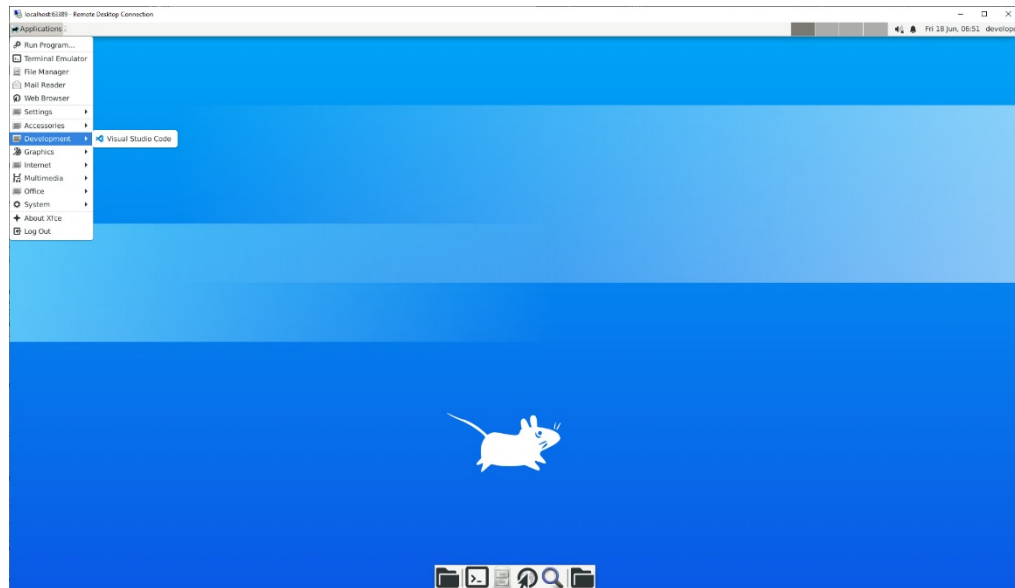 localhost:63389 - Remote Desktop Connection
Applications
Fri 18 Jun, 06:51 develop
Run Program...
Terminal Emulator
File Manager
Mail Reader
Web Browser
Settings
Accessories
Development
Visual Studio Code
Graphics
Internet
Multimedia
Office
System
About Xfce
Log Out